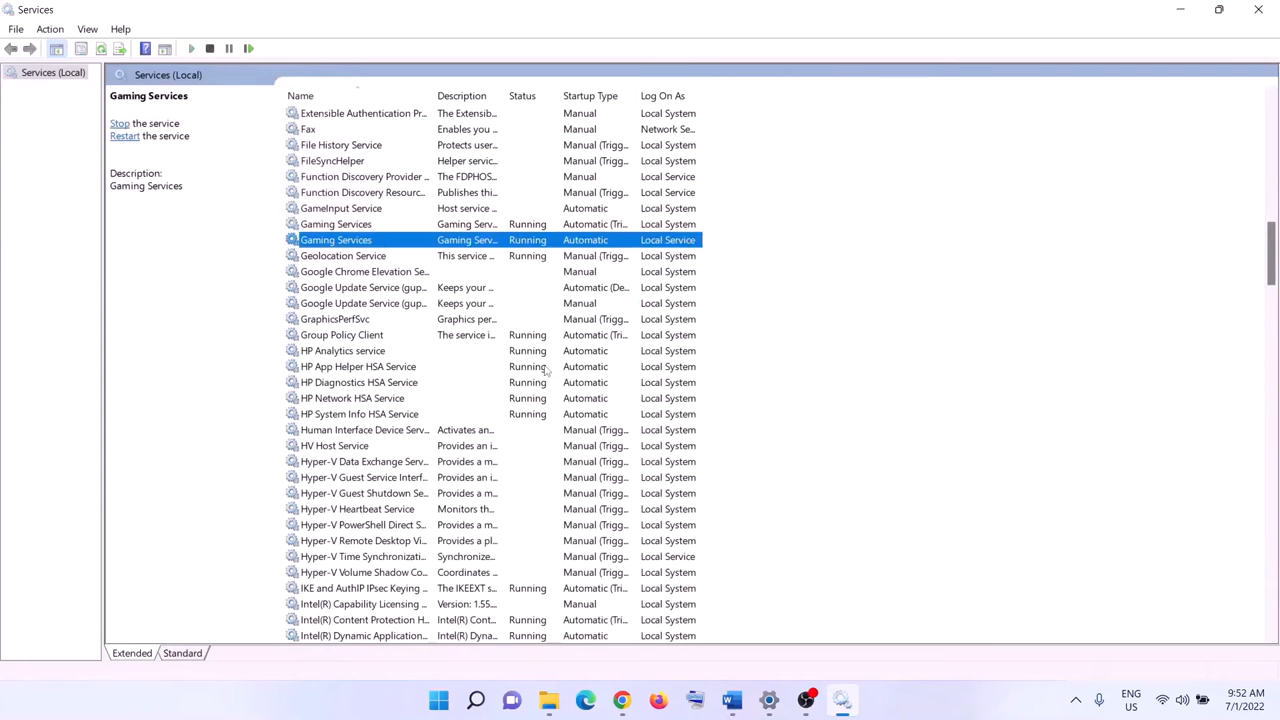 Services
File Action View Help
Services (Local)
Services (Local)
Gaming Services
Stop the service
Restart the service
Description:
Gaming Services
Name Description Status Startup Type Log On As
Extensible Authentication Pr... The Extensib... Manual Local System
Fax Enables you ... Manual Network Se...
File History Service Protects user... Manual (Trigg... Local System
FileSyncHelper Helper servic... Manual Local System
Function Discovery Provider ... The FDPHOS... Manual Local Service
Function Discovery Resourc... Publishes thi... Manual (Trigg... Local Service
GameInput Service Host service ... Automatic Local System
Gaming Services Gaming Serv... Running Automatic (Tri... Local System
Gaming Services Gaming Serv... Running Automatic Local Service
Geolocation Service This service ... Running Manual (Trigg... Local System
Google Chrome Elevation Se... Manual Local System
Google Update Service (gup... Keeps your ... Automatic (De... Local System
Google Update Service (gup... Keeps your ... Manual Local System
GraphicsPerfSvc Graphics per... Manual (Trigg... Local System
Group Policy Client The service i... Running Automatic (Tri... Local System
HP Analytics service Running Automatic Local System
HP App Helper HSA Service Running Automatic Local System
HP Diagnostics HSA Service Running Automatic Local System
HP Network HSA Service Running Automatic Local System
HP System Info HSA Service Running Automatic Local System
Human Interface Device Serv... Activates an... Manual (Trigg... Local System
HV Host Service Provides an i... Manual (Trigg... Local System
Hyper-V Data Exchange Serv... Provides a m... Manual (Trigg... Local System
Hyper-V Guest Service Interf... Provides an i... Manual (Trigg... Local System
Hyper-V Guest Shutdown Se... Provides a m... Manual (Trigg... Local System
Hyper-V Heartbeat Service Monitors th... Manual (Trigg... Local System
Hyper-V PowerShell Direct S... Provides a m... Manual (Trigg... Local System
Hyper-V Remote Desktop Vi... Provides a pl... Manual (Trigg... Local System
Hyper-V Time Synchronizati... Synchronize... Manual (Trigg... Local Service
Hyper-V Volume Shadow Co... Coordinates ... Manual (Trigg... Local System
IKE and AuthIP IPsec Keying ... The IKEEXT s... Running Automatic (Tri... Local System
Intel(R) Capability Licensing ... Version: 1.55.... Manual Local System
Intel(R) Content Protection H... Intel(R) Cont... Running Automatic (Tri... Local System
Intel(R) Dynamic Application... Intel(R) Dyna... Running Automatic Local System
Extended Standard
ENG
US
9:52 AM
7/1/2022